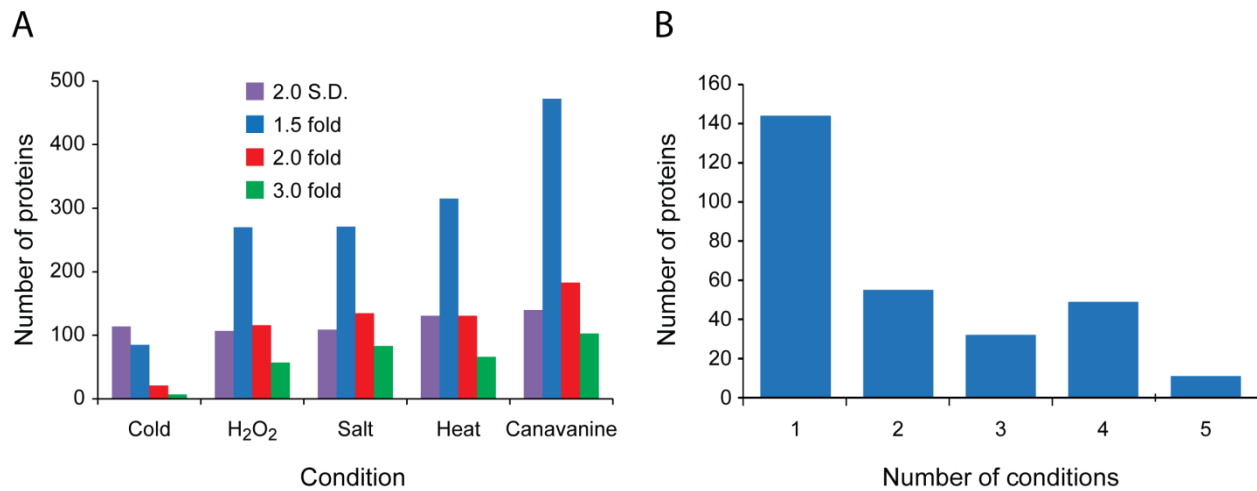 A
Number of proteins
500
400
300
200
100
0
2.0 S.D.
1.5 fold
2.0 fold
3.0 fold
Cold H₂O₂ Salt Heat Canavanine
Condition
B
Number of proteins
160
140
120
100
80
60
40
20
0
1 2 3 4 5
Number of conditions